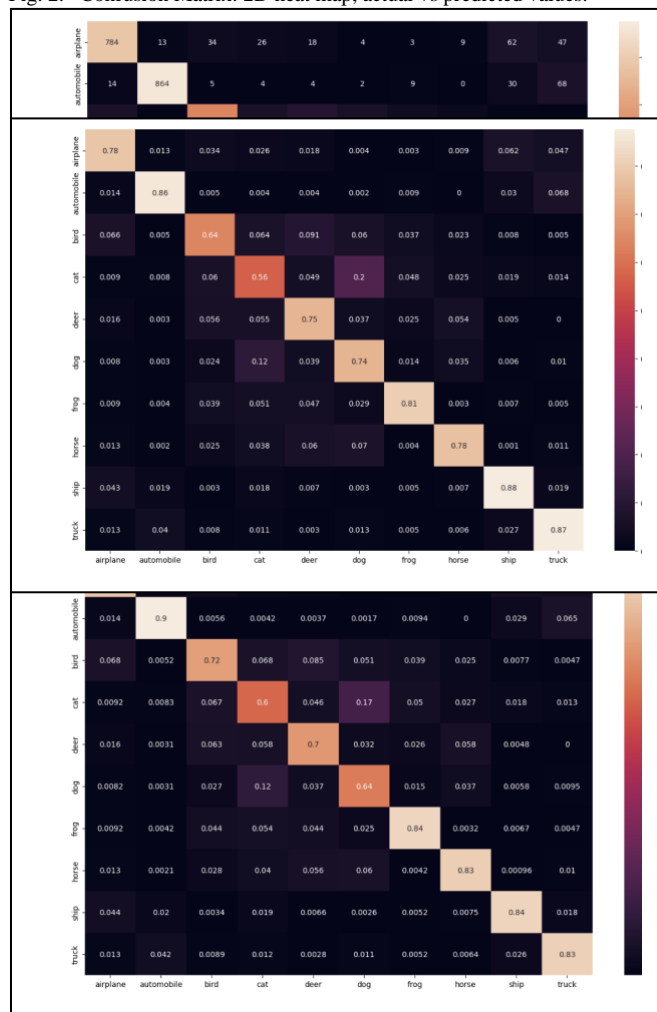 Fig. 2. Confusion Matrix: 2D heat map, actual vs predicted values.
airplane 784 13 34 26 18 4 3 9 62 47
automobile 14 864 5 4 4 2 9 0 30 68
airplane 0.78 0.013 0.034 0.026 0.018 0.004 0.003 0.009 0.062 0.047
automobile 0.014 0.86 0.005 0.004 0.004 0.002 0.009 0 0.03 0.068
bird 0.066 0.005 0.64 0.064 0.091 0.06 0.037 0.023 0.008 0.005
cat 0.009 0.008 0.06 0.56 0.049 0.2 0.048 0.025 0.019 0.014
deer 0.016 0.003 0.056 0.055 0.75 0.037 0.025 0.054 0.005 0
dog 0.008 0.003 0.024 0.12 0.039 0.74 0.014 0.035 0.006 0.01
frog 0.009 0.004 0.039 0.051 0.047 0.029 0.81 0.003 0.007 0.005
horse 0.013 0.002 0.025 0.038 0.06 0.07 0.004 0.78 0.001 0.011
ship 0.043 0.019 0.003 0.018 0.007 0.003 0.005 0.007 0.88 0.019
truck 0.013 0.04 0.008 0.011 0.003 0.013 0.005 0.006 0.027 0.87
airplane automobile bird cat deer dog frog horse ship truck
automobile 0.014 0.9 0.0056 0.0042 0.0037 0.0017 0.0094 0 0.029 0.065
bird 0.068 0.0052 0.72 0.068 0.085 0.051 0.039 0.025 0.0077 0.0047
cat 0.0092 0.0083 0.067 0.6 0.046 0.17 0.05 0.027 0.018 0.013
deer 0.016 0.0031 0.063 0.058 0.7 0.032 0.026 0.058 0.0048 0
dog 0.0082 0.0031 0.027 0.12 0.037 0.64 0.015 0.037 0.0058 0.0095
frog 0.0092 0.0042 0.044 0.054 0.044 0.025 0.84 0.0032 0.0067 0.0047
horse 0.013 0.0021 0.028 0.04 0.056 0.06 0.0042 0.83 0.00096 0.01
ship 0.044 0.02 0.0034 0.019 0.0066 0.0026 0.0052 0.0075 0.84 0.018
truck 0.013 0.042 0.0089 0.012 0.0028 0.011 0.0052 0.0064 0.026 0.83
airplane automobile bird cat deer dog frog horse ship truck